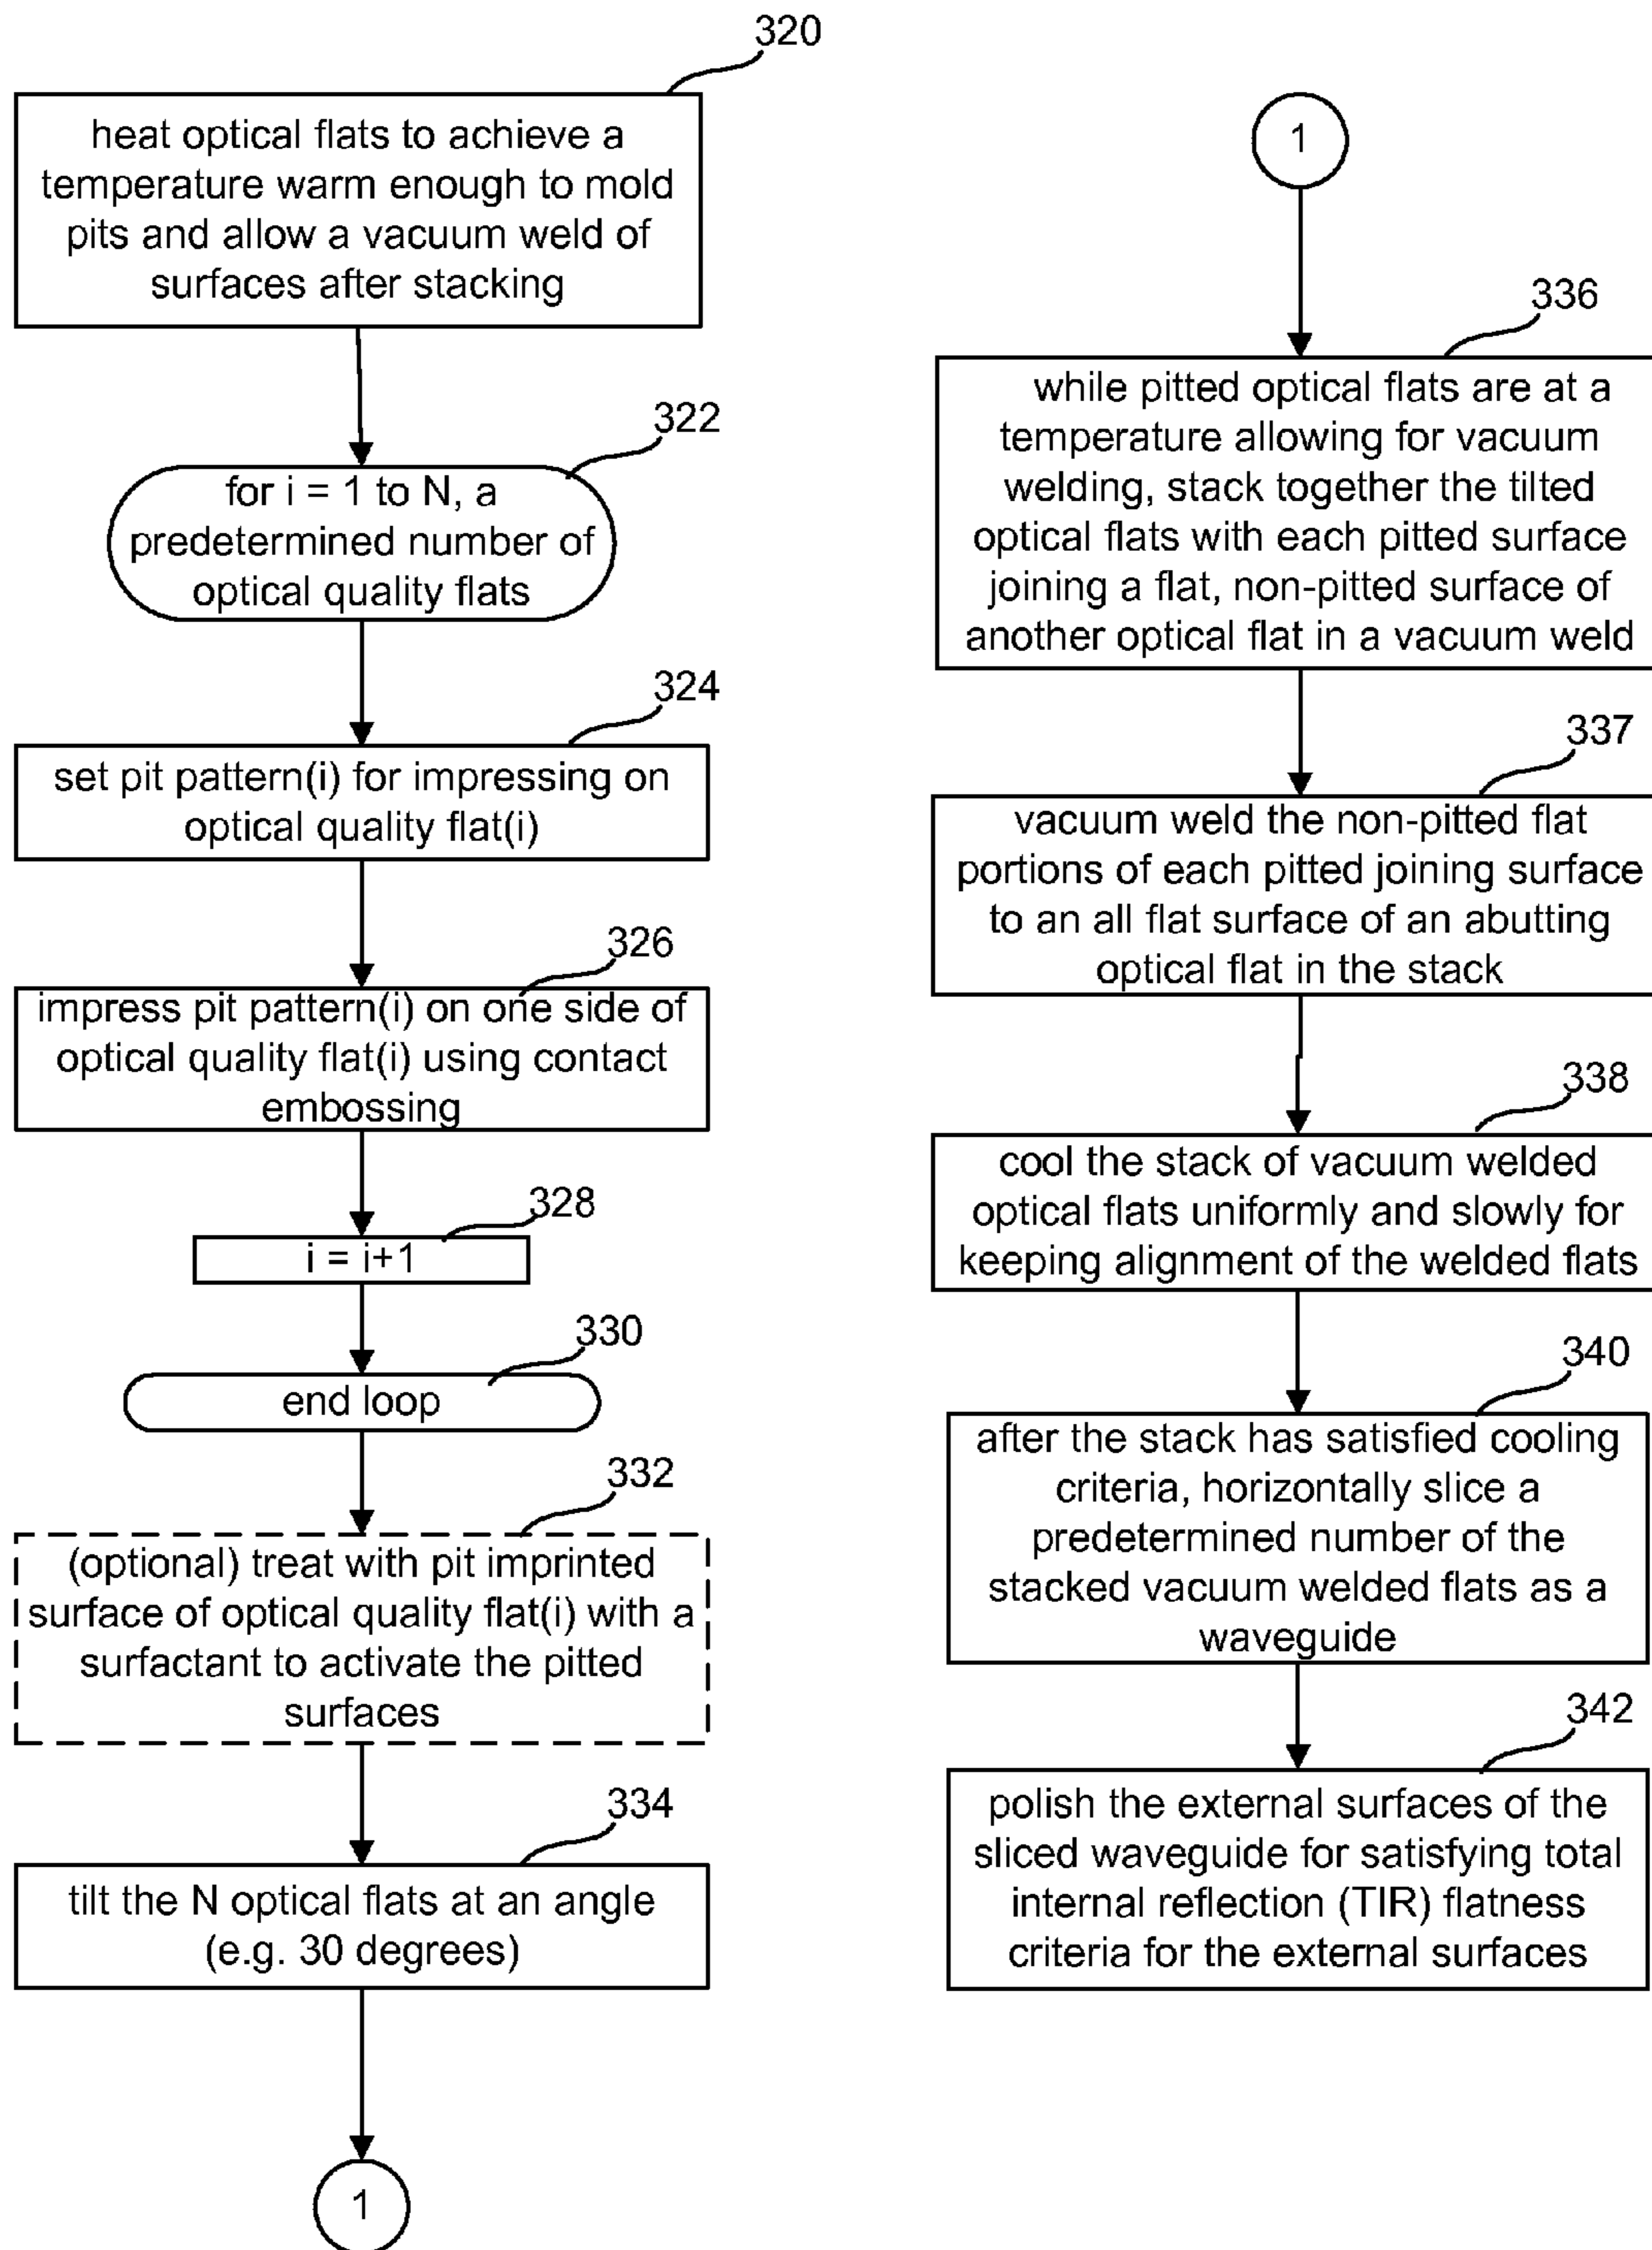 320
heat optical flats to achieve a
temperature warm enough to mold
pits and allow a vacuum weld of
surfaces after stacking
322
for i = 1 to N, a
predetermined number of
optical quality flats
324
set pit pattern(i) for impressing on
optical quality flat(i)
326
impress pit pattern(i) on one side of
optical quality flat(i) using contact
embossing
328
i = i+1
330
end loop
332
(optional) treat with pit imprinted
surface of optical quality flat(i) with a
surfactant to activate the pitted
surfaces
334
tilt the N optical flats at an angle
(e.g. 30 degrees)
1
1
336
while pitted optical flats are at a
temperature allowing for vacuum
welding, stack together the tilted
optical flats with each pitted surface
joining a flat, non-pitted surface of
another optical flat in a vacuum weld
337
vacuum weld the non-pitted flat
portions of each pitted joining surface
to an all flat surface of an abutting
optical flat in the stack
338
cool the stack of vacuum welded
optical flats uniformly and slowly for
keeping alignment of the welded flats
340
after the stack has satisfied cooling
criteria, horizontally slice a
predetermined number of the
stacked vacuum welded flats as a
waveguide
342
polish the external surfaces of the
sliced waveguide for satisfying total
internal reflection (TIR) flatness
criteria for the external surfaces